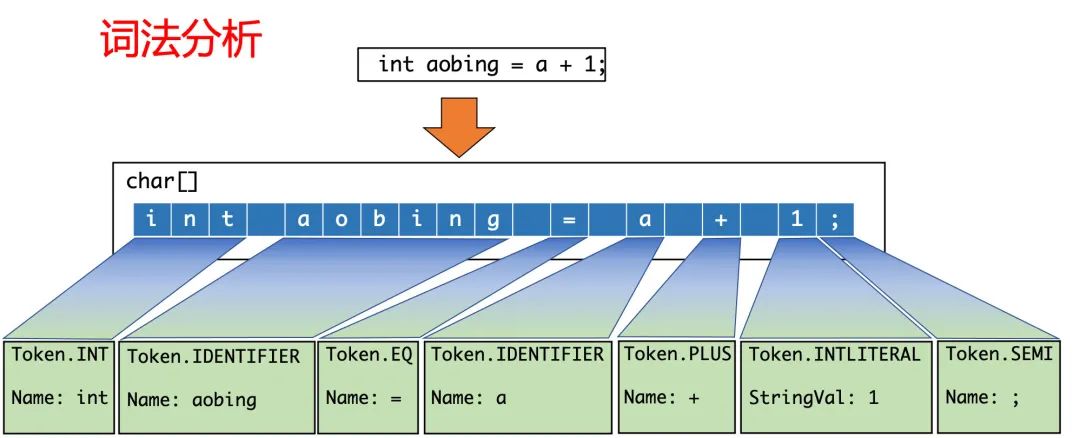 词法分析
int aobing = a + 1;
char[]
i n t a o b i n g = a + 1 ;
Token.INT
Name: int
Token.IDENTIFIER
Name: aobing
Token.EQ
Name: =
Token.IDENTIFIER
Name: a
Token.PLUS
Name: +
Token.INTLITERAL
StringVal: 1
Token.SEMI
Name: ;